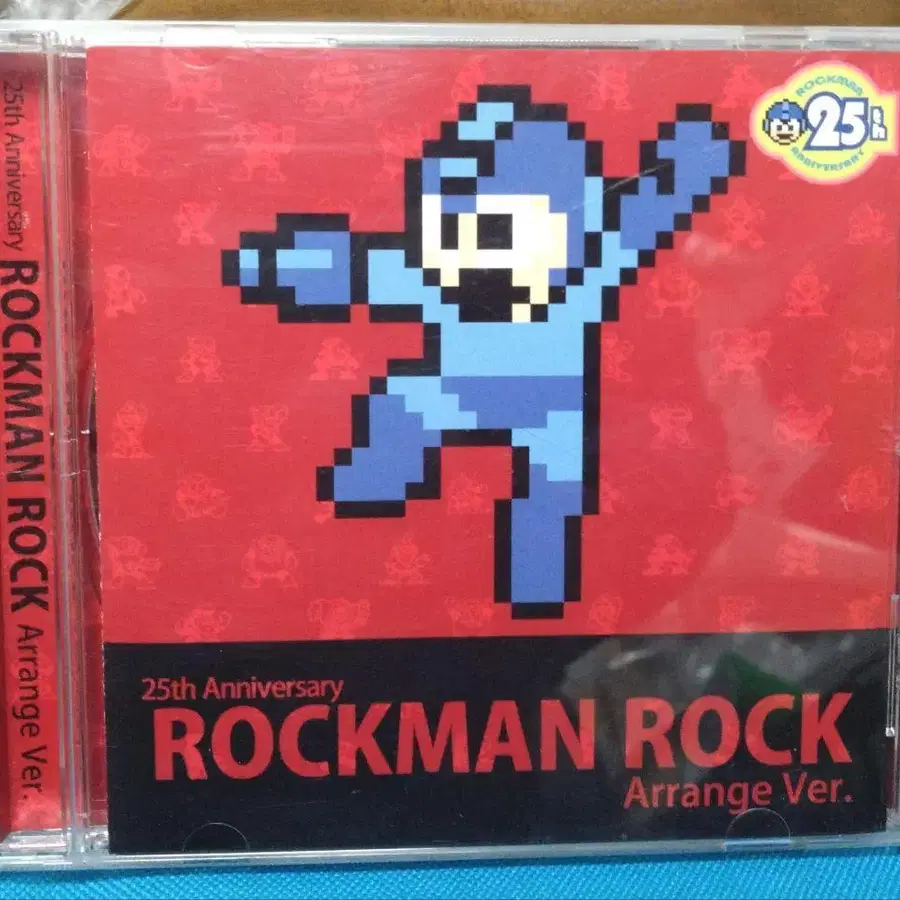 25th Anniversary ROCKMAN ROCK Arrange Ver.
ROCKMAN
25th
ANNIVERSARY
25th Anniversary
ROCKMAN ROCK
Arrange Ver.